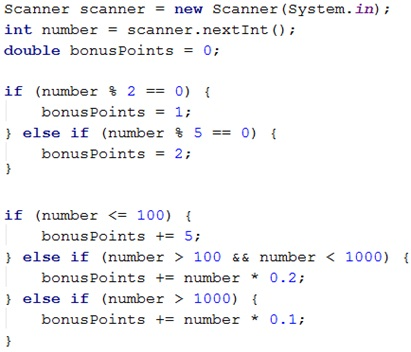 Scanner scanner = new Scanner(System.in);
int number = scanner.nextInt();
double bonusPoints = 0;
if (number % 2 == 0) {
bonusPoints = 1;
} else if (number % 5 == 0) {
bonusPoints = 2;
}
if (number <= 100) {
bonusPoints += 5;
} else if (number > 100 && number < 1000) {
bonusPoints += number * 0.2;
} else if (number > 1000) {
bonusPoints += number * 0.1;
}